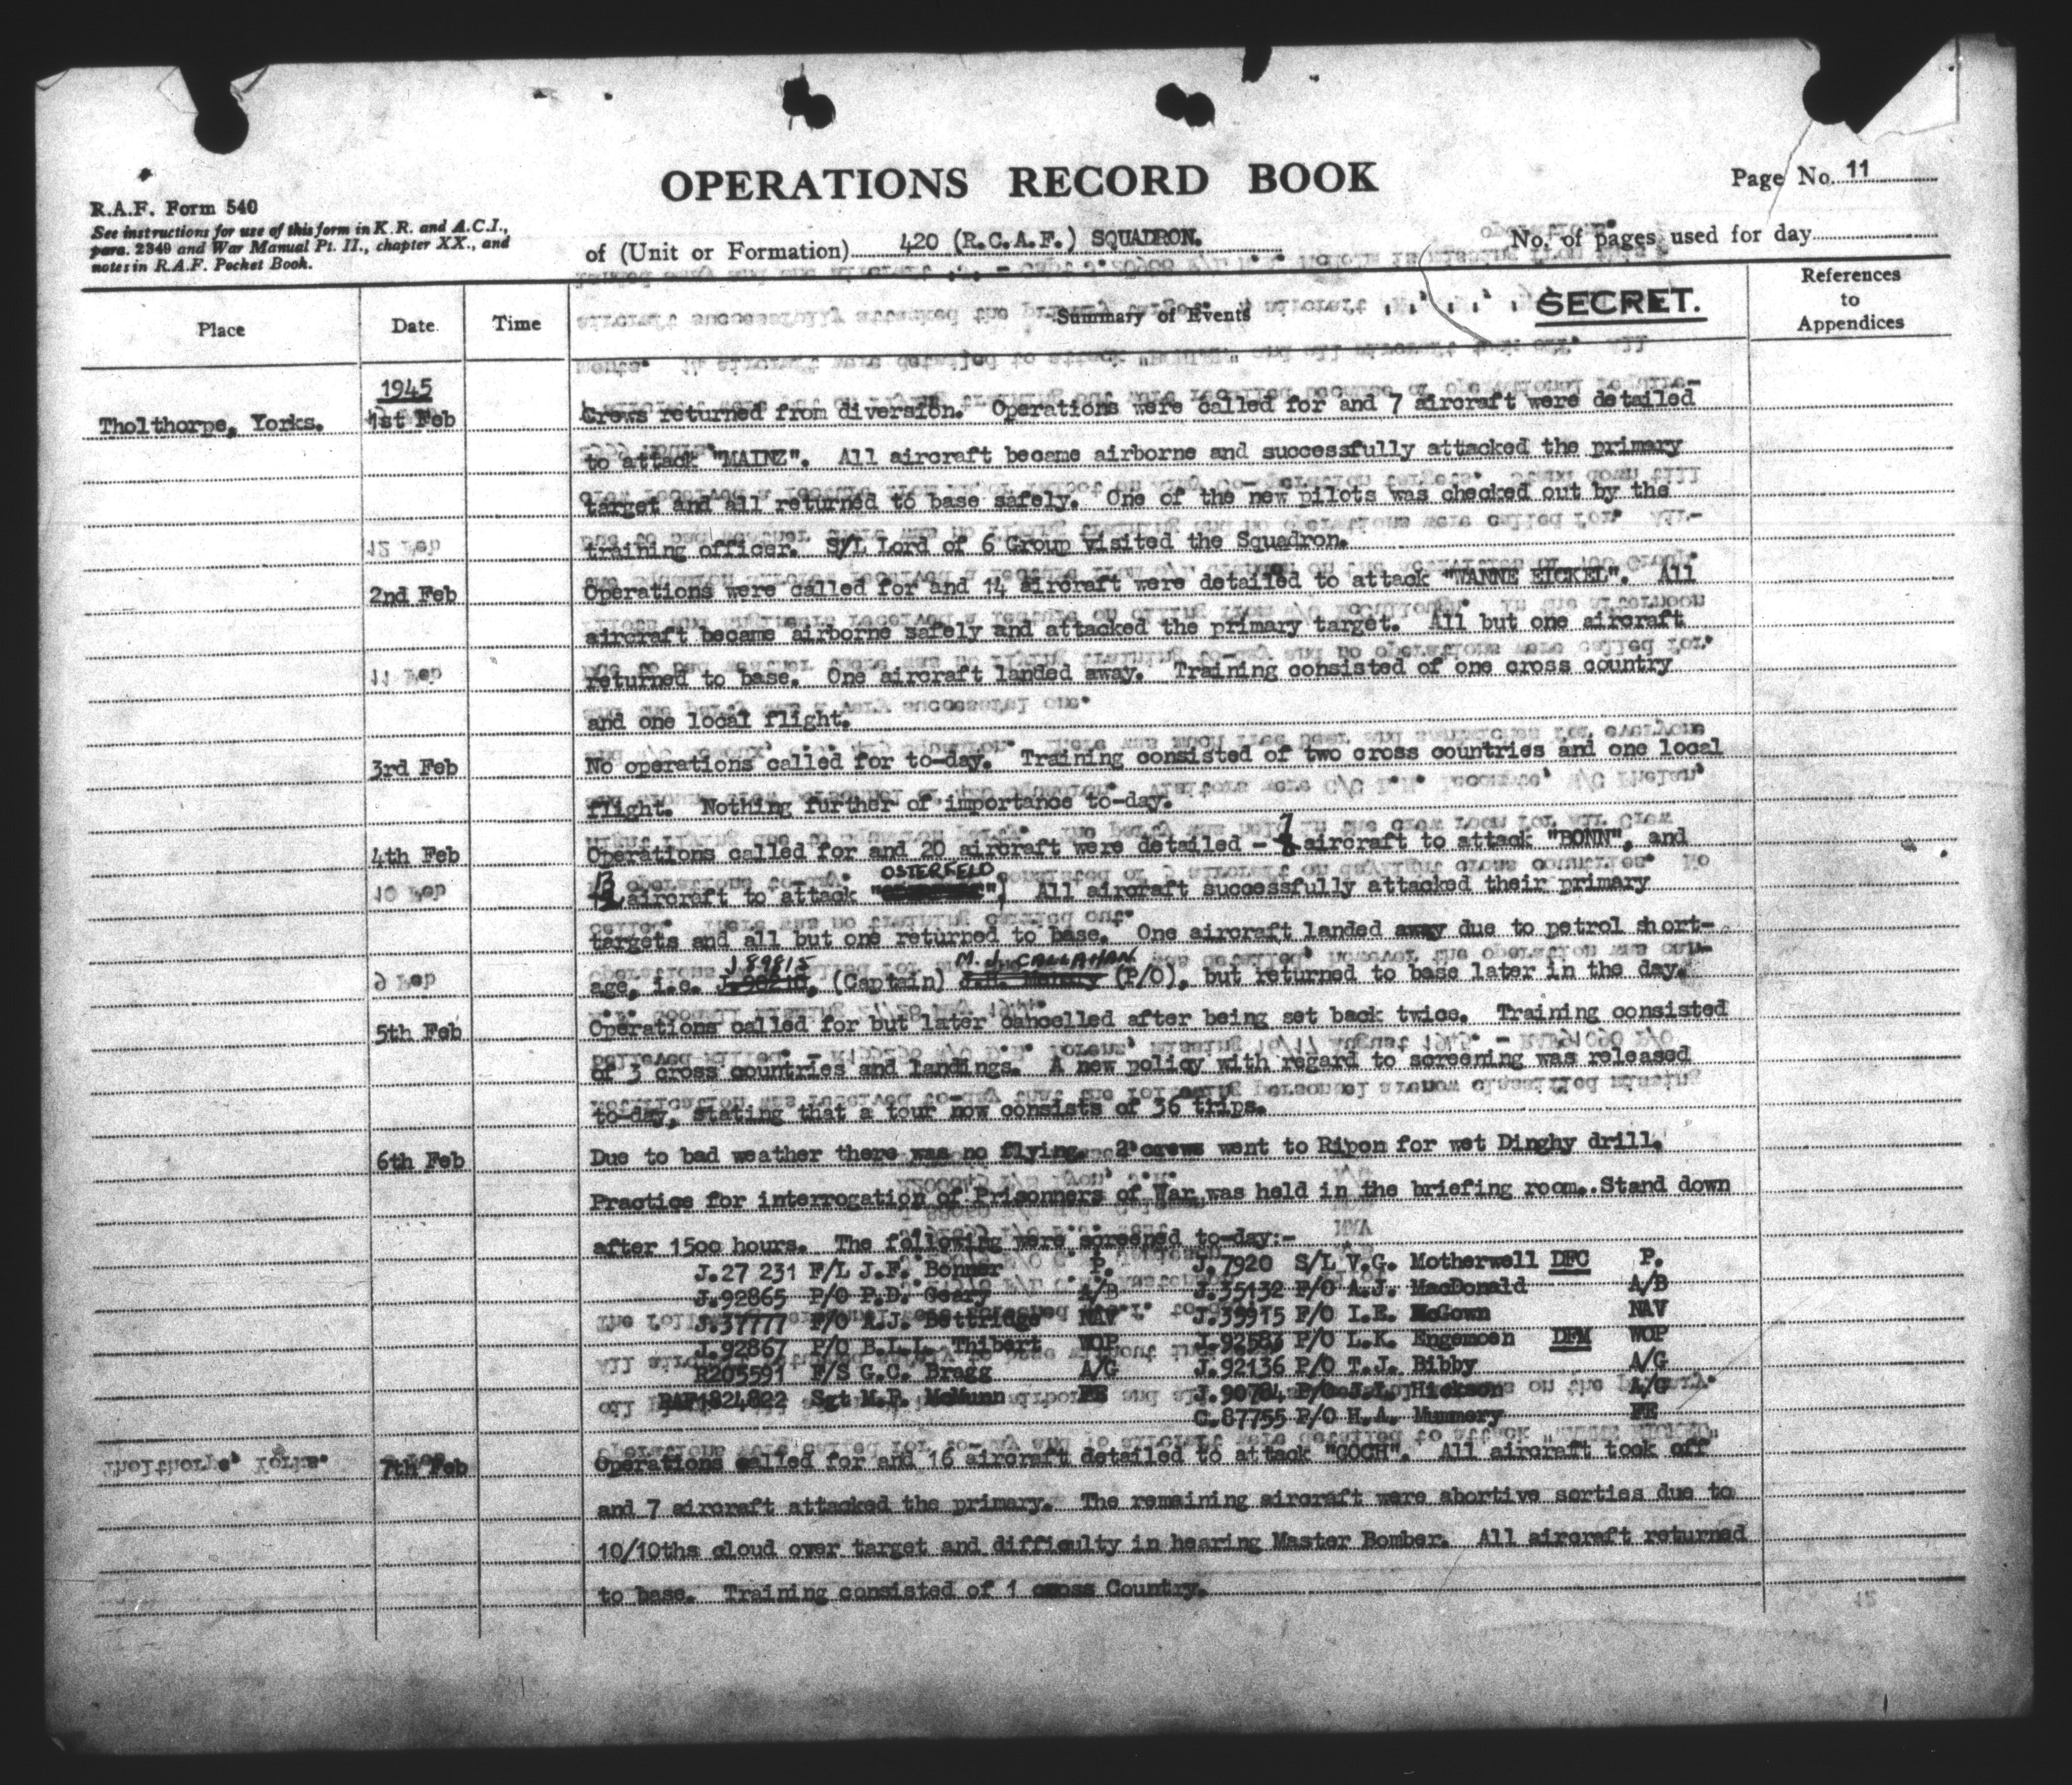 OPERATIONS RECORD BOOK
Page No. 11
R.A.F. Form 540
See instructions for use of this form in K.R. and A.C.I.,
para. 2349 and War Manual Pt. II., chapter XX., and
notes in R.A.F. Pocket Book.
of (Unit or Formation) 420 (R.C.A.F.) SQUADRON.
No. of pages used for day
SECRET.
Place Date Time Summary of Events References to Appendices
1945
Tholthorpe, Yorks. 1st Feb Crews returned from diversion. Operations were called for and 7 aircraft were detailed
to attack "MAINZ". All aircraft became airborne and successfully attacked the primary
target and all returned to base safely. One of the new pilots was checked out by the
training officer. S/L Lord of 6 Group visited the Squadron.
2nd Feb Operations were called for and 14 aircraft were detailed to attack "WANNE EICKEL". All
aircraft became airborne safely and attacked the primary target. All but one aircraft
returned to base. One aircraft landed away. Training consisted of one cross country
and one local flight.
3rd Feb No operations called for to-day. Training consisted of two cross countries and one local
flight. Nothing further of importance to-day.
4th Feb Operations called for and 20 aircraft were detailed - 7 aircraft to attack "BONN", and
13 aircraft to attack "OSTERFELD". All aircraft successfully attacked their primary
targets and all but one returned to base. One aircraft landed away due to petrol short-
age, i.e. J89815 (Captain) M.J. CALLAHAN (P/O), but returned to base later in the day.
5th Feb Operations called for but later cancelled after being set back twice. Training consisted
of 3 cross countries and landings. A new policy with regard to screening was released
to-day, stating that a tour now consists of 36 trips.
6th Feb Due to bad weather there was no flying. 2 crews went to Ripon for wet Dinghy drill.
Practice for interrogation of Prisonners of War was held in the briefing room. Stand down
after 15oo hours. The following were screened to-day:-
J.27 231 F/L J.F. Bonner P. J.7920 S/L V.G. Motherwell DFC P.
J.92865 P/O P.D. Geary A/B J.35132 F/O A.J. MacDonald A/B
J.37777 F/O A.J. Bettridge NAV J.39915 F/O I.E. McGown NAV
J.92867 P/O B.L.L. Thibert WOP J.92583 P/O L.K. Engemoen DFM WOP
R205591 F/S G.C. Bragg A/G J.92136 P/O T.J. Bibby A/G
RAF1824822 Sgt M.P. McMunn FE J.90784 P/O J.L. Hickson A/G
C.87755 P/O H.A. Mummery FE
7th Feb Operations called for and 16 aircraft detailed to attack "GOCH". All aircraft took off
and 7 aircraft attacked the primary. The remaining aircraft were abortive sorties due to
10/10ths cloud over target and difficulty in hearing Master Bomber. All aircraft returned
to base. Training consisted of 1 cross Country.